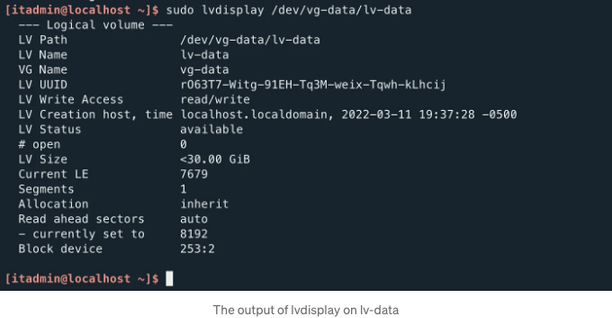 [itadmin@localhost ~]$ sudo lvdisplay /dev/vg-data/lv-data
--- Logical volume ---
LV Path /dev/vg-data/lv-data
LV Name lv-data
VG Name vg-data
LV UUID rO63T7-Witg-91EH-Tq3M-weix-Tqwh-kLhcij
LV Write Access read/write
LV Creation host, time localhost.localdomain, 2022-03-11 19:37:28 -0500
LV Status available
# open 0
LV Size <30.00 GiB
Current LE 7679
Segments 1
Allocation inherit
Read ahead sectors auto
- currently set to 8192
Block device 253:2
[itadmin@localhost ~]$
The output of lvdisplay on lv-data